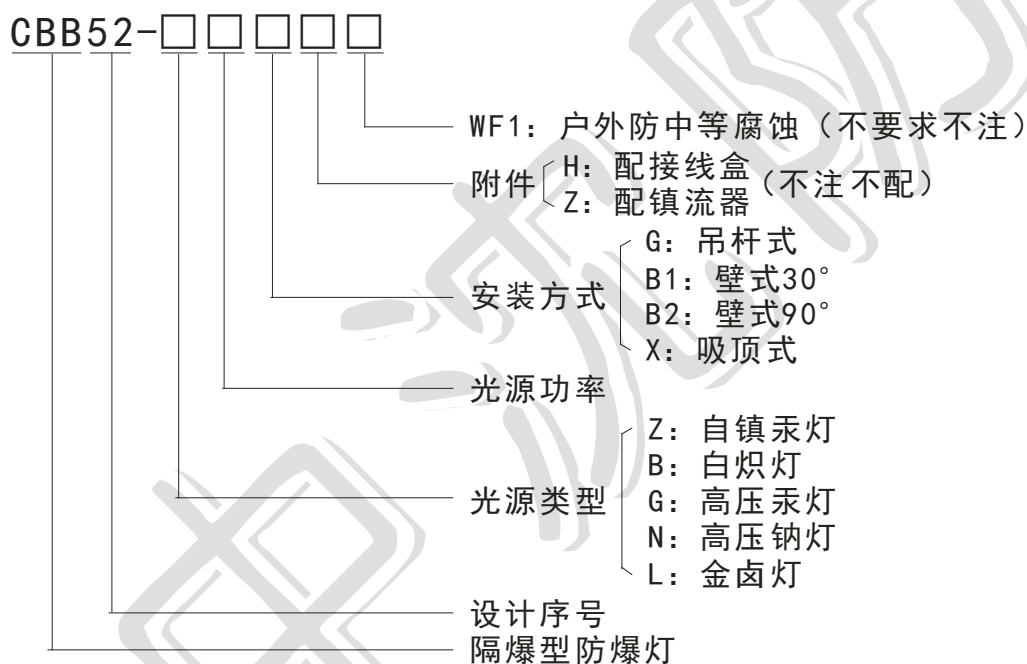 CBB52-□□□□□
WF1：户外防中等腐蚀（不要求不注）
附件 H：配接线盒（不注不配）
Z：配镇流器
G：吊杆式
B1：壁式30°
安装方式
B2：壁式90°
X：吸顶式
光源功率
Z：自镇汞灯
B：白炽灯
光源类型 G：高压汞灯
N：高压钠灯
L：金卤灯
设计序号
隔爆型防爆灯